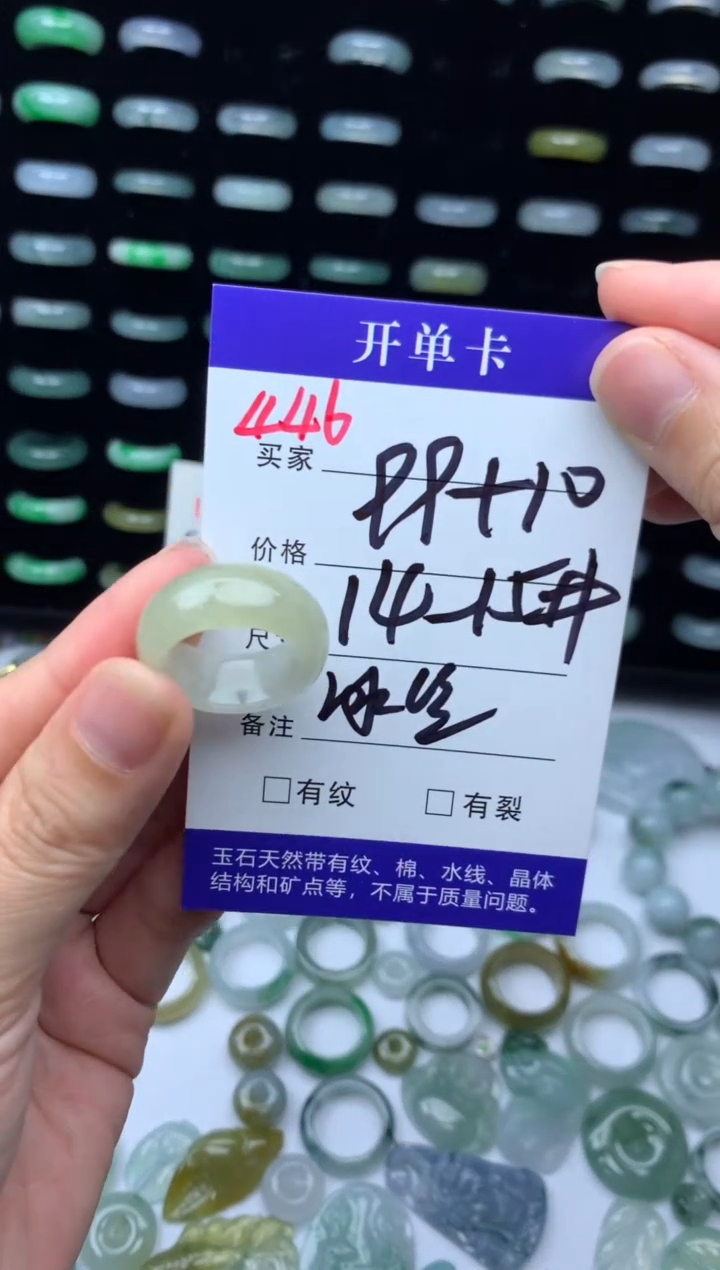 开单卡
446
买家
价格
14-15#
尺
备注
□有纹 □有裂
玉石天然带有纹、棉、水线、晶体
结构和矿点等，不属于质量问题。